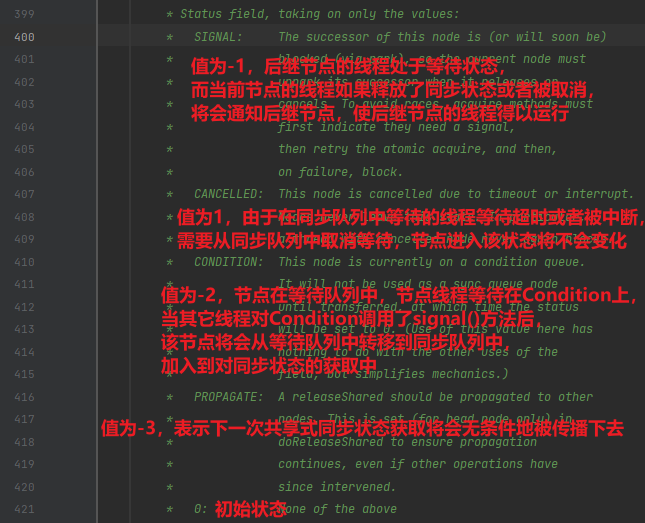 399 * Status field, taking on only the values:
400 * SIGNAL: The successor of this node is (or will soon be)
401 * blocked (via park), so the current node must
值为-1，后继节点的线程处于等待状态，
402 * unpark its successor when it releases or
而当前节点的线程如果释放了同步状态或者被取消，
403 * cancels. To avoid races, acquire methods must
将会通知后继节点，使后继节点的线程得以运行
404 * first indicate they need a signal,
405 * then retry the atomic acquire, and then,
406 * on failure, block.
407 * CANCELLED: This node is cancelled due to timeout or interrupt.
408 *
值为1，由于在同步队列中等待的线程等待超时或者被中断，
409 *
需要从同步队列中取消等待，节点进入该状态将不会变化
410 * CONDITION: This node is currently on a condition queue.
411 * It will not be used as a sync queue node
值为-2，节点在等待队列中，节点线程等待在Condition上，
412 * until transferred, at which time the status
当其它线程对Condition调用了signal()方法后，
413 * will be set to 0. (Use of this value here has
该节点将会从等待队列中转移到同步队列中，
414 * nothing to do with the other uses of the
加入到对同步状态的获取中
415 * field, but simplifies mechanics.)
416 * PROPAGATE: A releaseShared should be propagated to other
417 * nodes. This is set (for head node only) in
值为-3，表示下一次共享式同步状态获取将会无条件地被传播下去
418 * doReleaseShared to ensure propagation
419 * continues, even if other operations have
420 * since intervened.
421 * 0: None of the above
初始状态